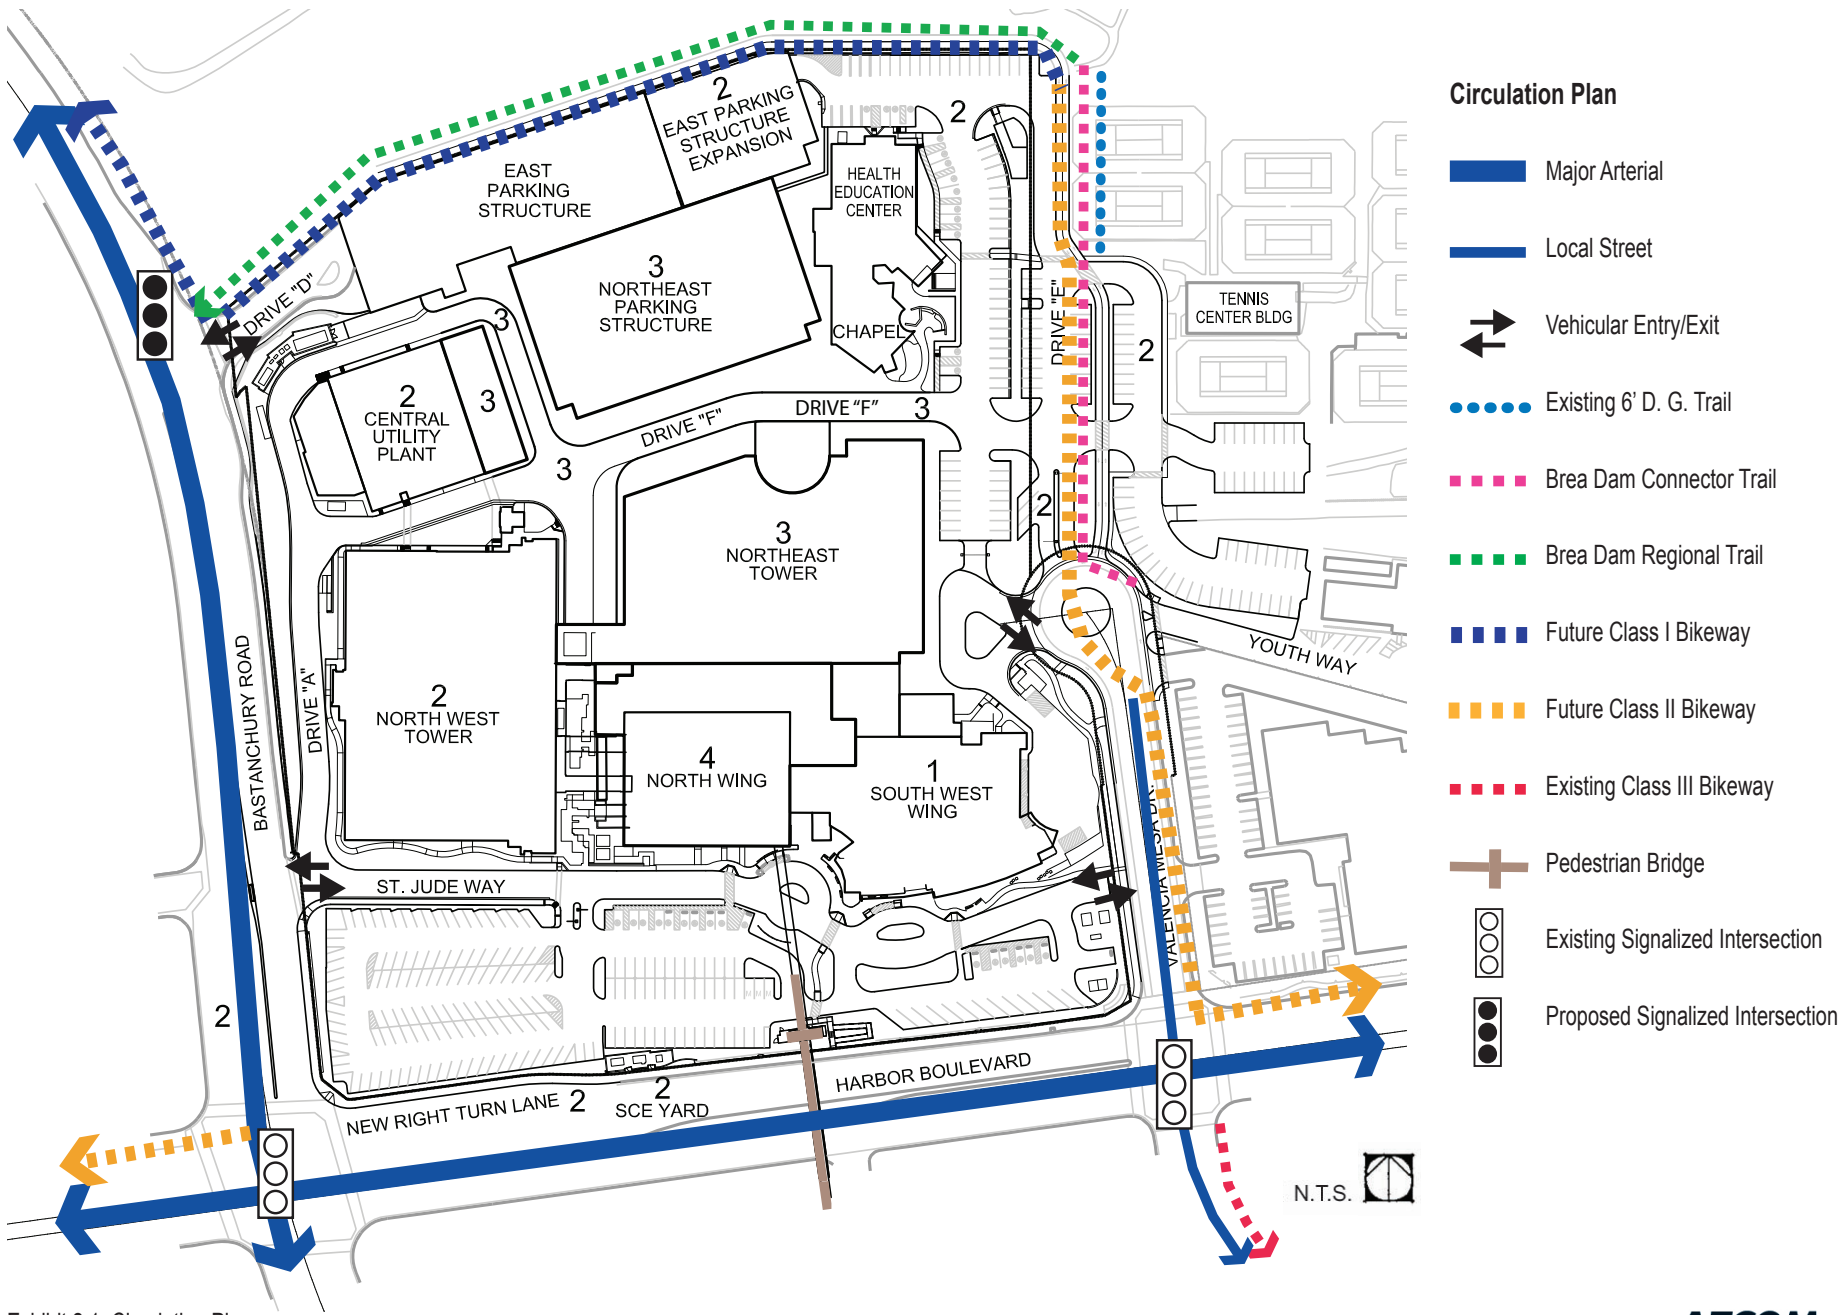 2
EAST PARKING
STRUCTURE
EXPANSION
2
EAST
PARKING
STRUCTURE
HEALTH
EDUCATION
CENTER
DRIVE "D"
3
NORTHEAST
PARKING
STRUCTURE
CHAPEL
DRIVE "E"
TENNIS
CENTER BLDG
2
3
2
CENTRAL
UTILITY
PLANT
3
DRIVE "F"
DRIVE "F"
3
3
2
3
NORTHEAST
TOWER
BASTANCHURY ROAD
DRIVE "A"
YOUTH WAY
2
NORTH WEST
TOWER
4
NORTH WING
1
SOUTH WEST
WING
VALENCIA MESA DR.
ST. JUDE WAY
M M M
2
NEW RIGHT TURN LANE
2
2
SCE YARD
HARBOR BOULEVARD
N.T.S.
Circulation Plan
Major Arterial
Local Street
Vehicular Entry/Exit
Existing 6' D. G. Trail
Brea Dam Connector Trail
Brea Dam Regional Trail
Future Class I Bikeway
Future Class II Bikeway
Existing Class III Bikeway
Pedestrian Bridge
Existing Signalized Intersection
Proposed Signalized Intersection
AECOM